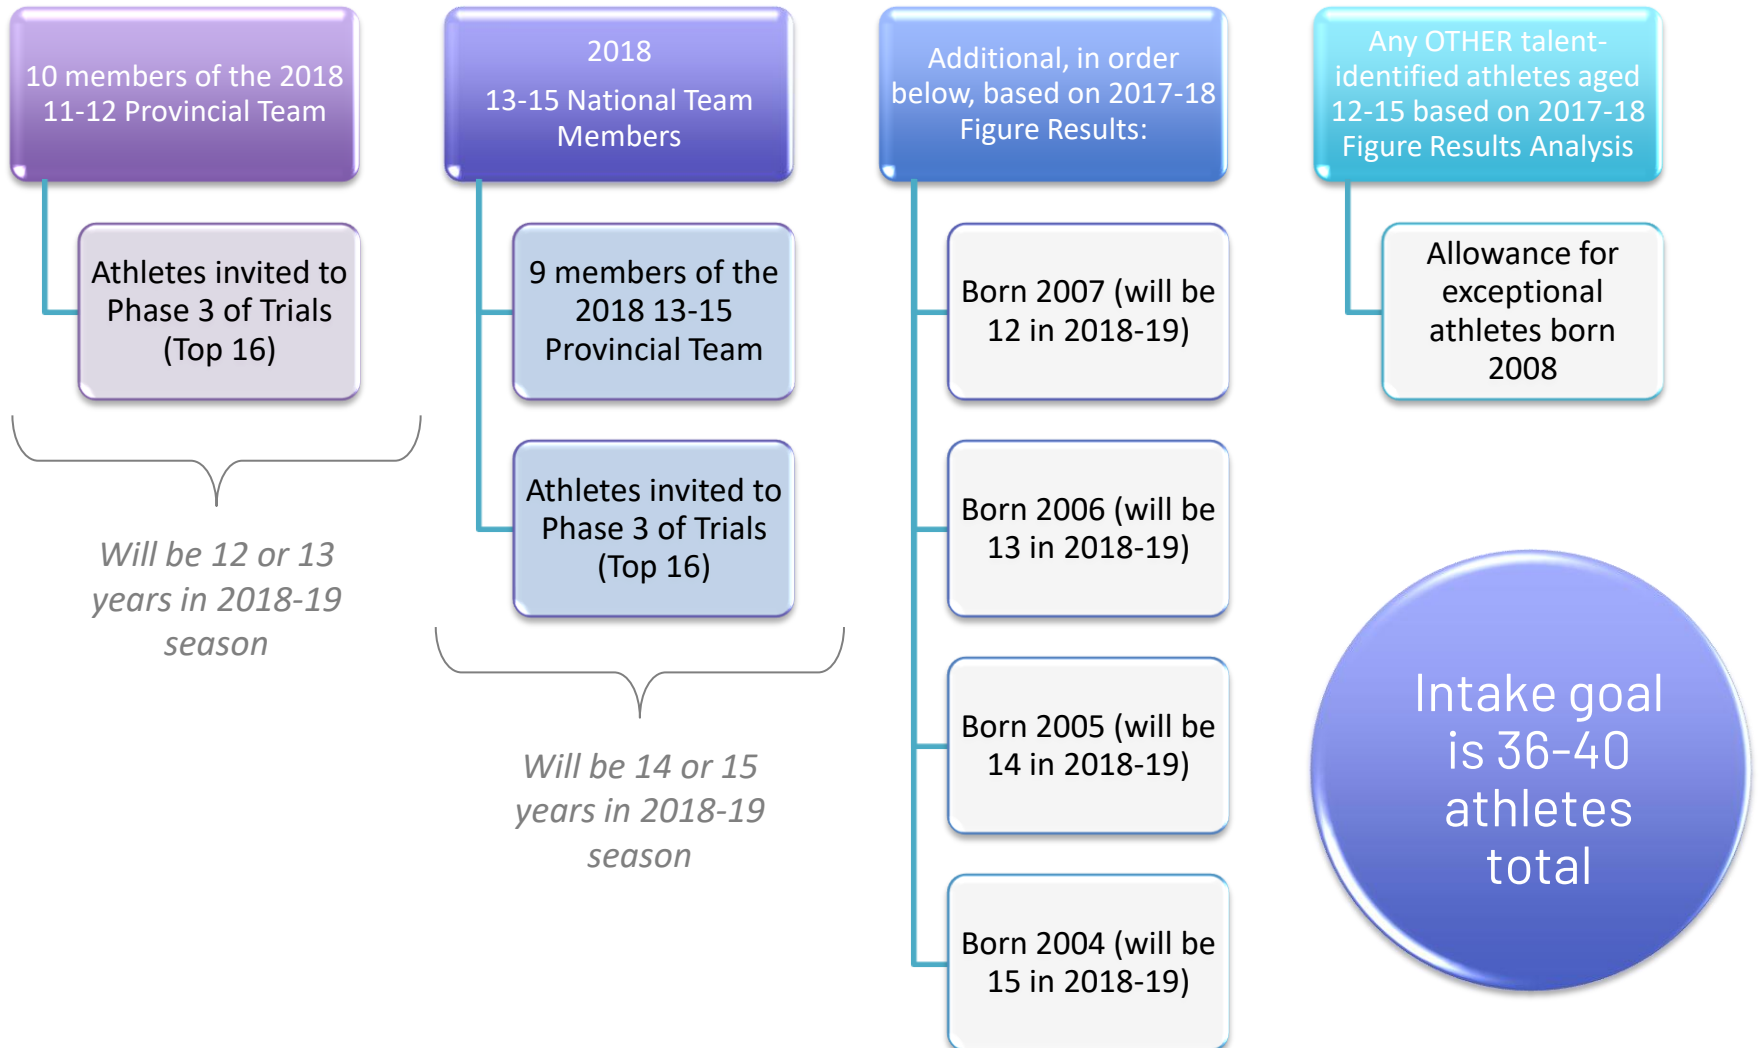 10 members of the 2018
11-12 Provincial Team
Athletes invited to
Phase 3 of Trials
(Top 16)
Will be 12 or 13
years in 2018-19
season
2018
13-15 National Team
Members
9 members of the
2018 13-15
Provincial Team
Athletes invited to
Phase 3 of Trials
(Top 16)
Will be 14 or 15
years in 2018-19
season
Additional, in order
below, based on 2017-18
Figure Results:
Born 2007 (will be
12 in 2018-19)
Born 2006 (will be
13 in 2018-19)
Born 2005 (will be
14 in 2018-19)
Born 2004 (will be
15 in 2018-19)
Any OTHER talent-
identified athletes aged
12-15 based on 2017-18
Figure Results Analysis
Allowance for
exceptional
athletes born
2008
Intake goal
is 36-40
athletes
total